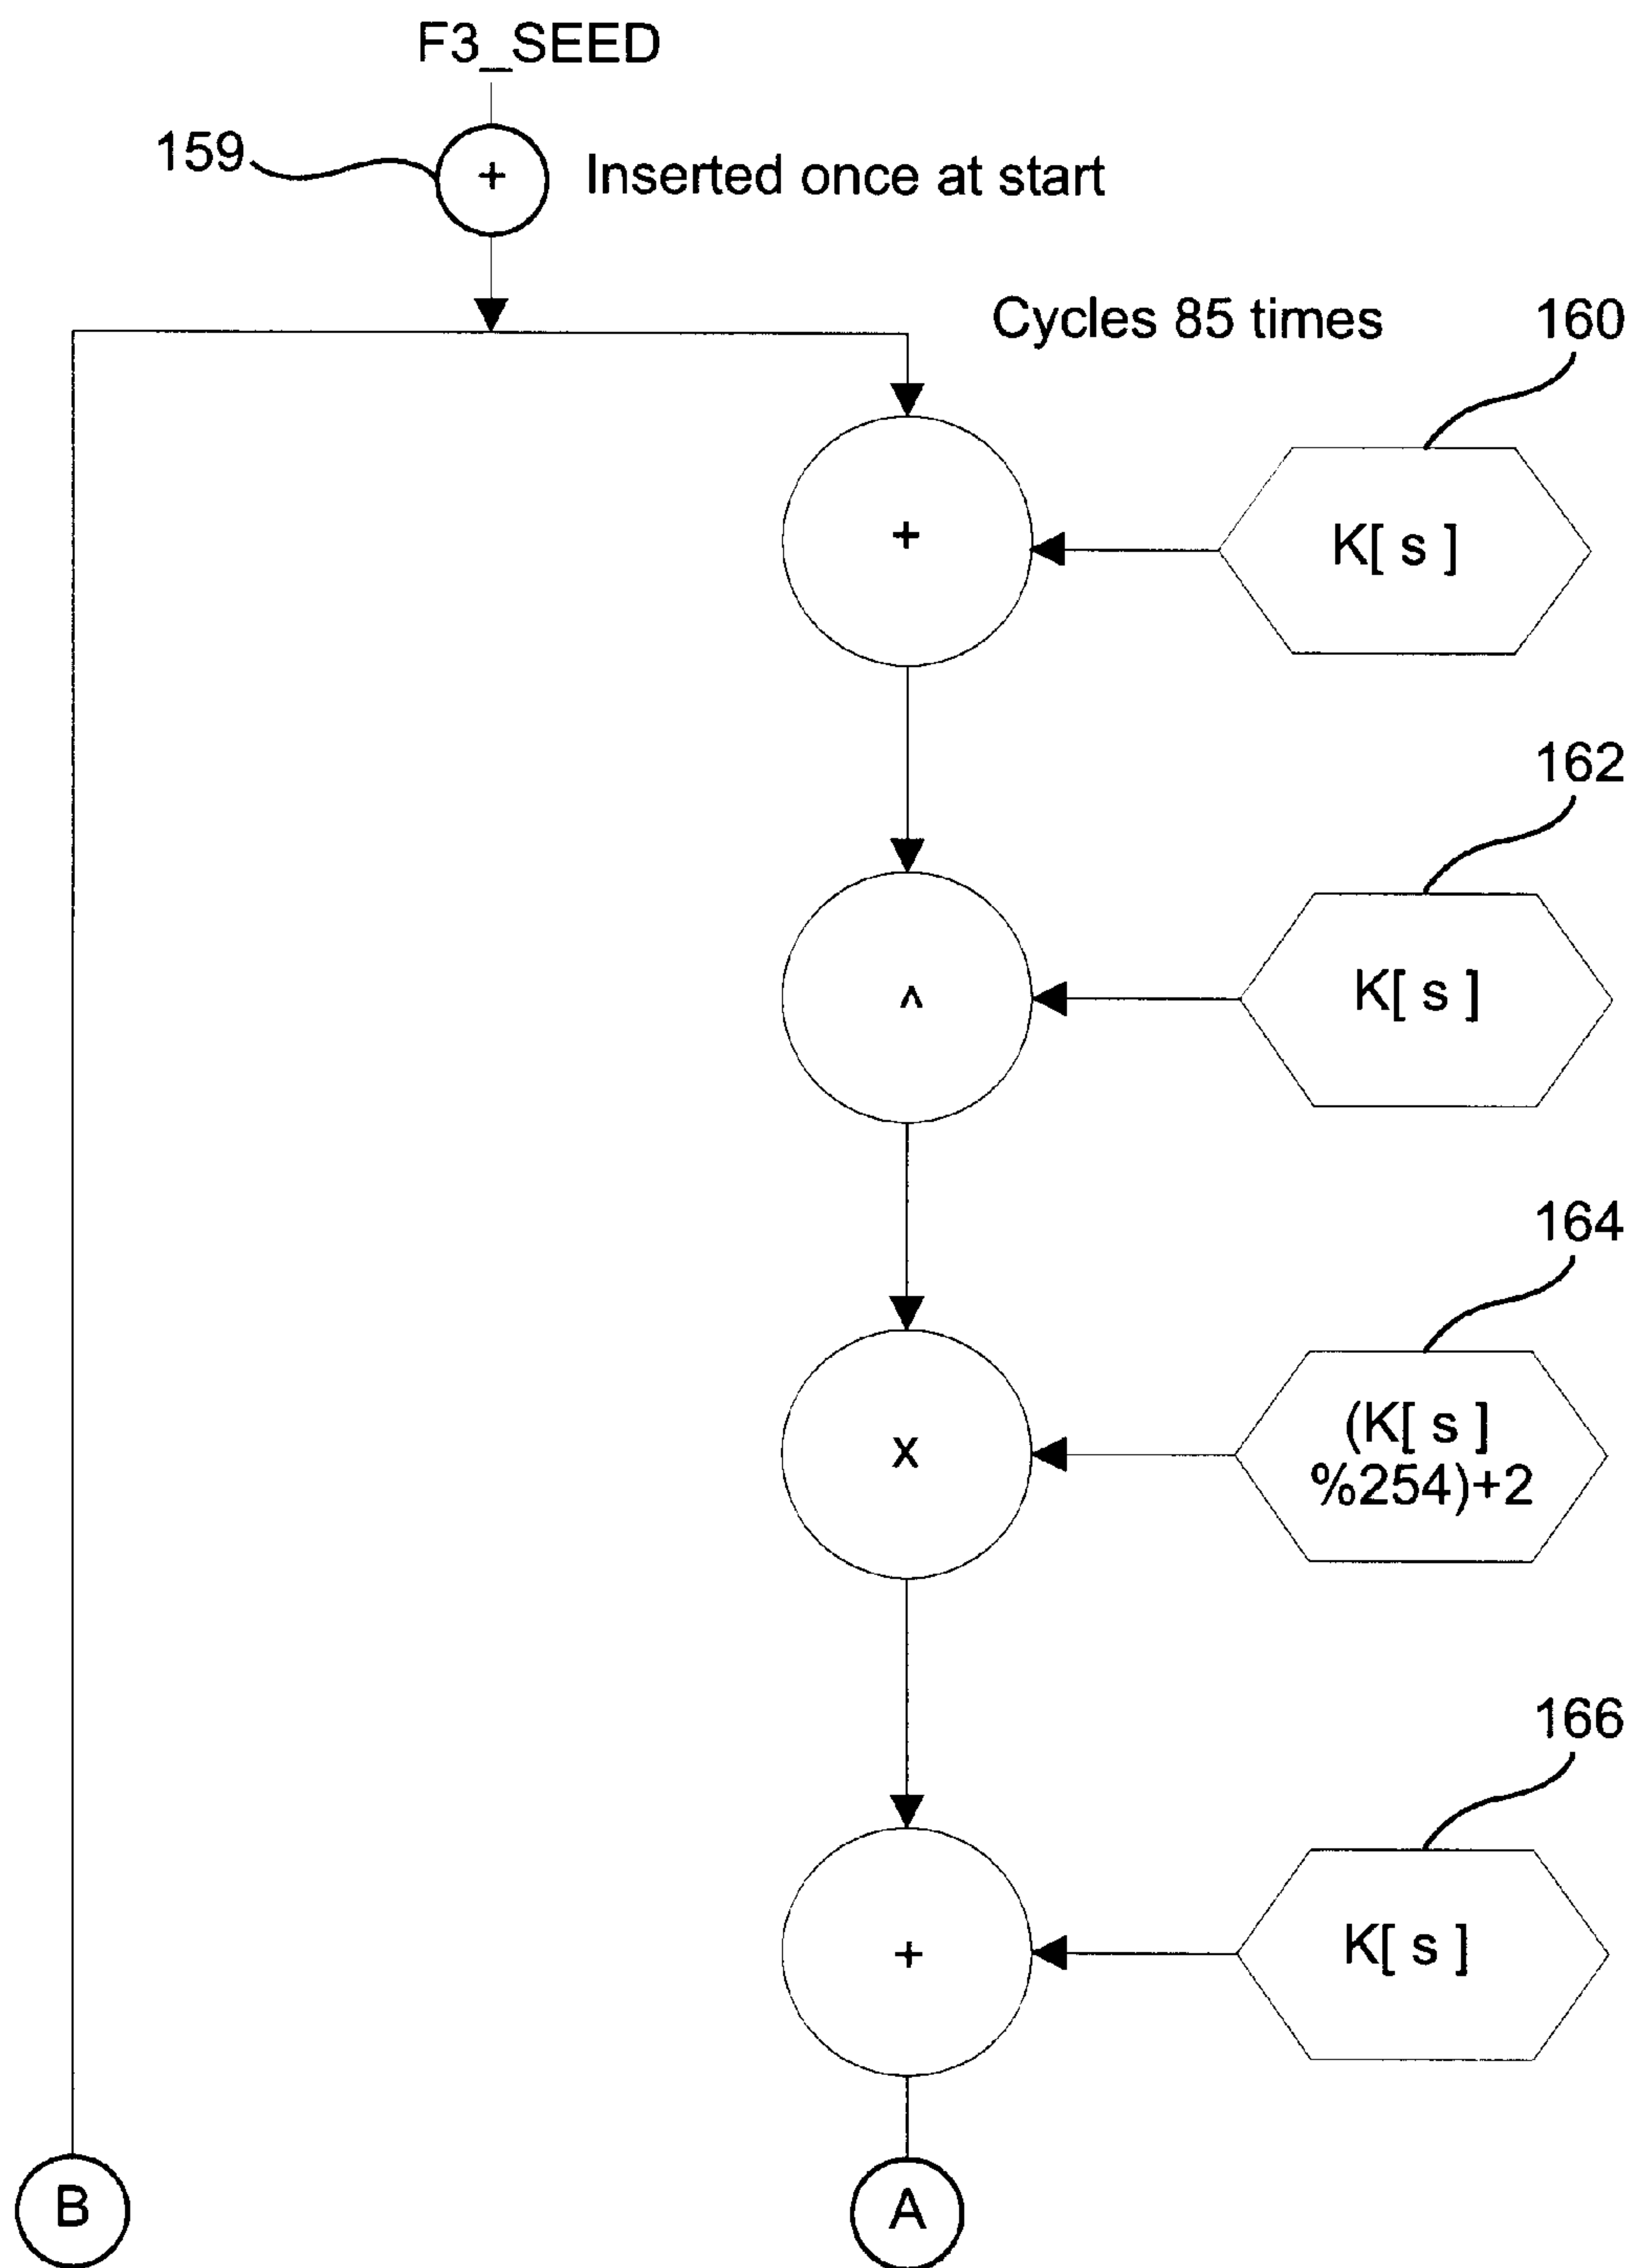 F3_SEED
159
+
Inserted once at start
Cycles 85 times
160
+
K[ s ]
162
^
K[ s ]
164
x
(K[ s ]
%254)+2
166
+
K[ s ]
B
A